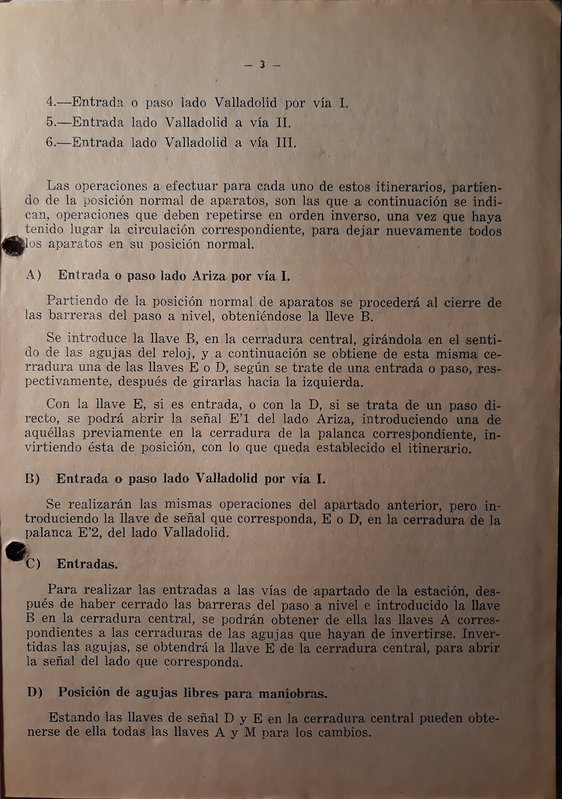 — 3 —
4.—Entrada o paso lado Valladolid por vía I.
5.—Entrada lado Valladolid a vía II.
6.—Entrada lado Valladolid a vía III.
Las operaciones a efectuar para cada uno de estos itinerarios, partien-
do de la posición normal de aparatos, son las que a continuación se indi-
can, operaciones que deben repetirse en orden inverso, una vez que haya
tenido lugar la circulación correspondiente, para dejar nuevamente todos
los aparatos en su posición normal.
A) Entrada o paso lado Ariza por vía I.
Partiendo de la posición normal de aparatos se procederá al cierre de
las barreras del paso a nivel, obteniéndose la lleve B.
Se introduce la llave B, en la cerradura central, girándola en el senti-
do de las agujas del reloj, y a continuación se obtiene de esta misma ce-
rradura una de las llaves E o D, según se trate de una entrada o paso, res-
pectivamente, después de girarlas hacia la izquierda.
Con la llave E, si es entrada, o con la D, si se trata de un paso di-
recto, se podrá abrir la señal E'1 del lado Ariza, introduciendo una de
aquéllas previamente en la cerradura de la palanca correspondiente, in-
virtiendo ésta de posición, con lo que queda establecido el itinerario.
B) Entrada o paso lado Valladolid por vía I.
Se realizarán las mismas operaciones del apartado anterior, pero in-
troduciendo la llave de señal que corresponda, E o D, en la cerradura de la
palanca E'2, del lado Valladolid.
C) Entradas.
Para realizar las entradas a las vías de apartado de la estación, des-
pués de haber cerrado las barreras del paso a nivel e introducido la llave
B en la cerradura central, se podrán obtener de ella las llaves A corres-
pondientes a las cerraduras de las agujas que hayan de invertirse. Inver-
tidas las agujas, se obtendrá la llave E de la cerradura central, para abrir
la señal del lado que corresponda.
D) Posición de agujas libres para maniobras.
Estando las llaves de señal D y E en la cerradura central pueden obte-
nerse de ella todas las llaves A y M para los cambios.